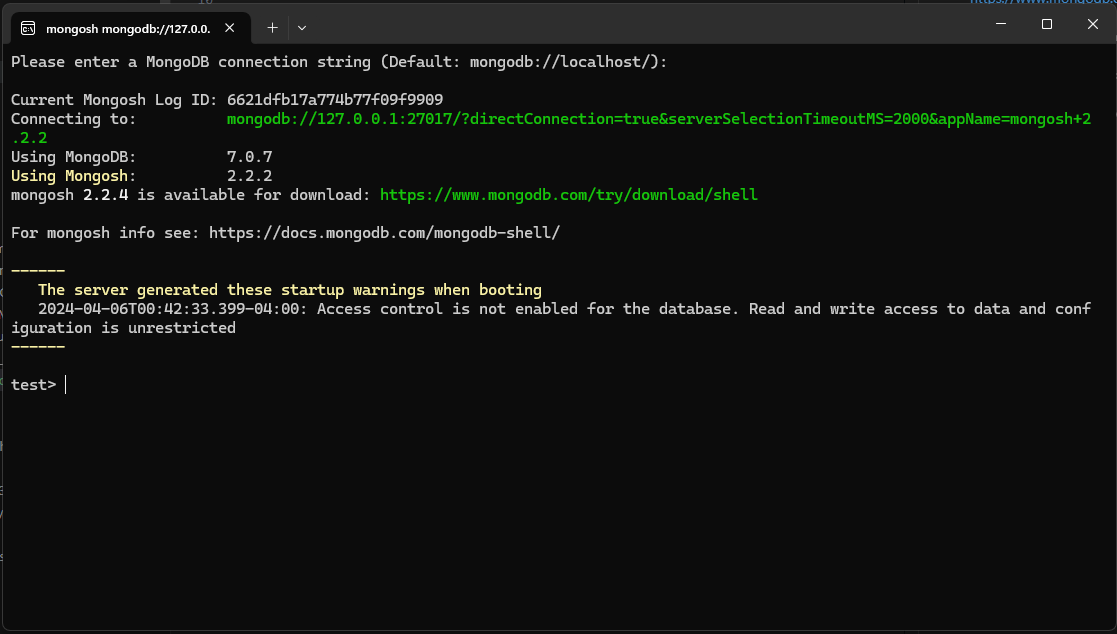 mongosh mongodb://127.0.0.
Please enter a MongoDB connection string (Default: mongodb://localhost/):
Current Mongosh Log ID: 6621dfb17a774b77f09f9909
Connecting to: mongodb://127.0.0.1:27017/?directConnection=true&serverSelectionTimeoutMS=2000&appName=mongosh+2
.2.2
Using MongoDB: 7.0.7
Using Mongosh: 2.2.2
mongosh 2.2.4 is available for download: https://www.mongodb.com/try/download/shell
For mongosh info see: https://docs.mongodb.com/mongodb-shell/
------
The server generated these startup warnings when booting
2024-04-06T00:42:33.399-04:00: Access control is not enabled for the database. Read and write access to data and conf
iguration is unrestricted
------
test>